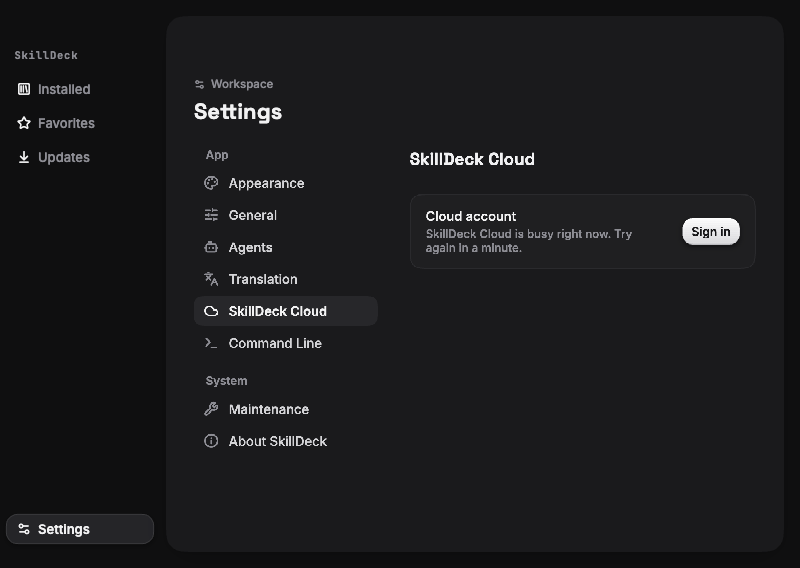 SkillDeck
Installed
Favorites
Updates
Settings
Workspace
Settings
App
Appearance
General
Agents
Translation
SkillDeck Cloud
Command Line
System
Maintenance
About SkillDeck
SkillDeck Cloud
Cloud account
SkillDeck Cloud is busy right now. Try
again in a minute.
Sign in